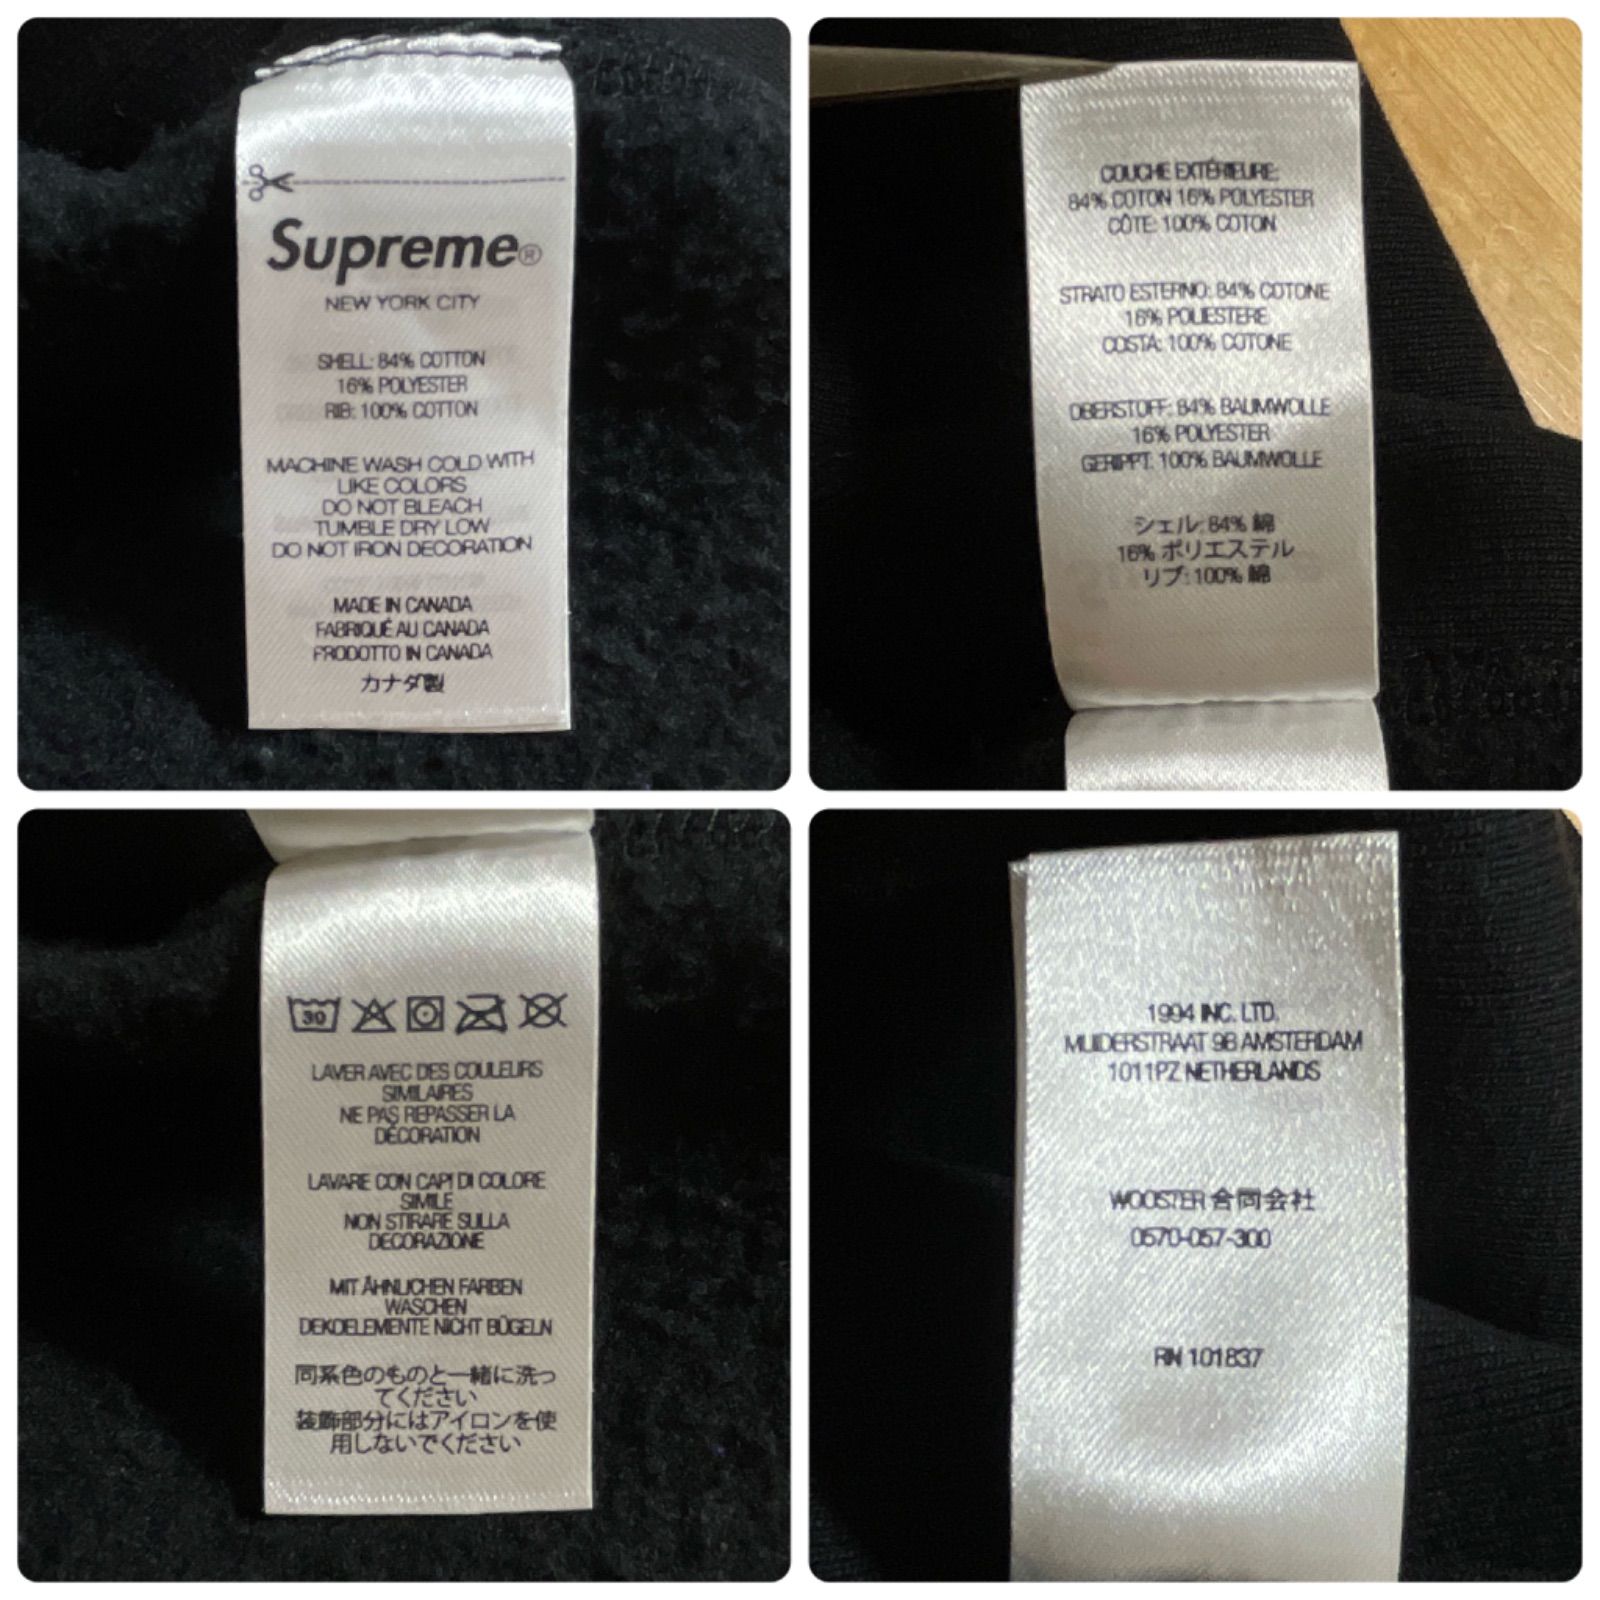 Supreme®
NEW YORK CITY
SHELL: 84% COTTON
16% POLYESTER
RIB: 100% COTTON
MACHINE WASH COLD WITH
LIKE COLORS
DO NOT BLEACH
TUMBLE DRY LOW
DO NOT IRON DECORATION
MADE IN CANADA
FABRIQUÉ AU CANADA
PRODOTTO IN CANADA
カナダ製
COUCHE EXTÉRIEURE:
84% COTON 16% POLYESTER
CÔTE: 100% COTON
STRATO ESTERNO: 84% COTONE
16% POLIESTERE
COSTA: 100% COTONE
OBERSTOFF: 84% BAUMWOLLE
16% POLYESTER
GERIPPT: 100% BAUMWOLLE
シェル: 84% 綿
16% ポリエステル
リブ: 100% 綿
30
LAVER AVEC DES COULEURS
SIMILAIRES
NE PAS REPASSER LA
DÉCORATION
LAVARE CON CAPI DI COLORE
SIMILE
NON STIRARE SULLA
DECORAZIONE
MIT ÄHNLICHEN FARBEN
WASCHEN
DEKOELEMENTE NICHT BÜGELN
同系色のものと一緒に洗っ
てください
装飾部分にはアイロンを使
用しないでください
1994 INC. LTD.
MUIDERSTRAAT 9B AMSTERDAM
1011PZ NETHERLANDS
WOOSTER 合同会社
0570-057-300
RN 101837